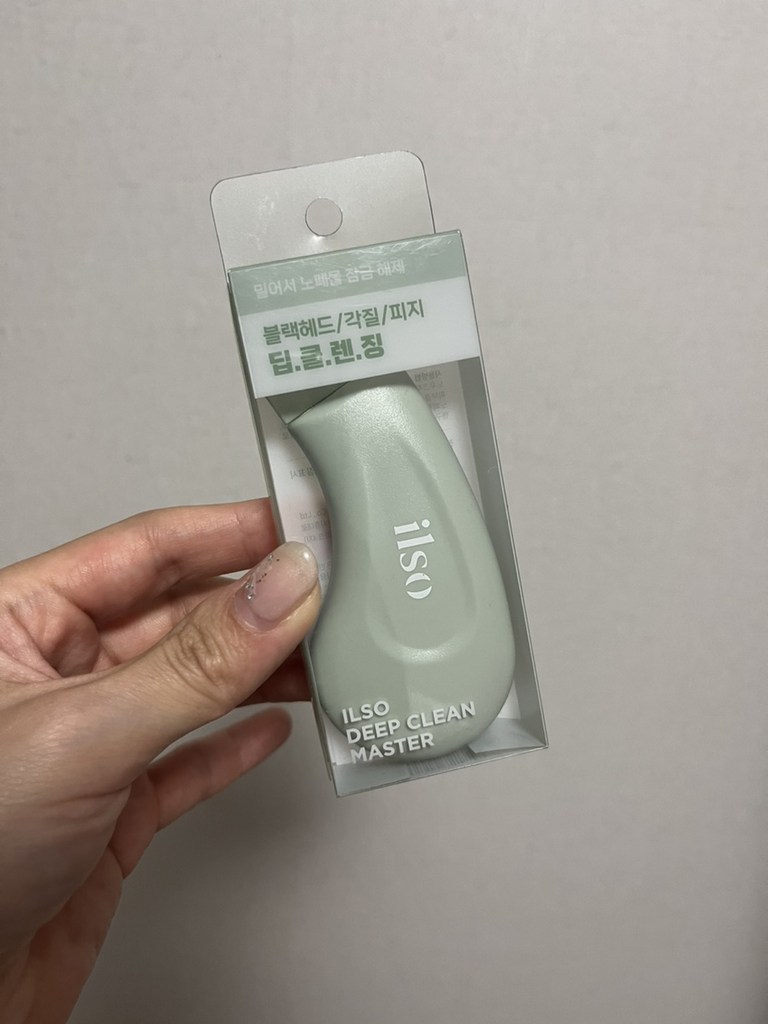 밀어서 노폐물 잠금 해제
블랙헤드/각질/피지
딥.클.렌.징
ilso
ILSO
DEEP CLEAN
MASTER